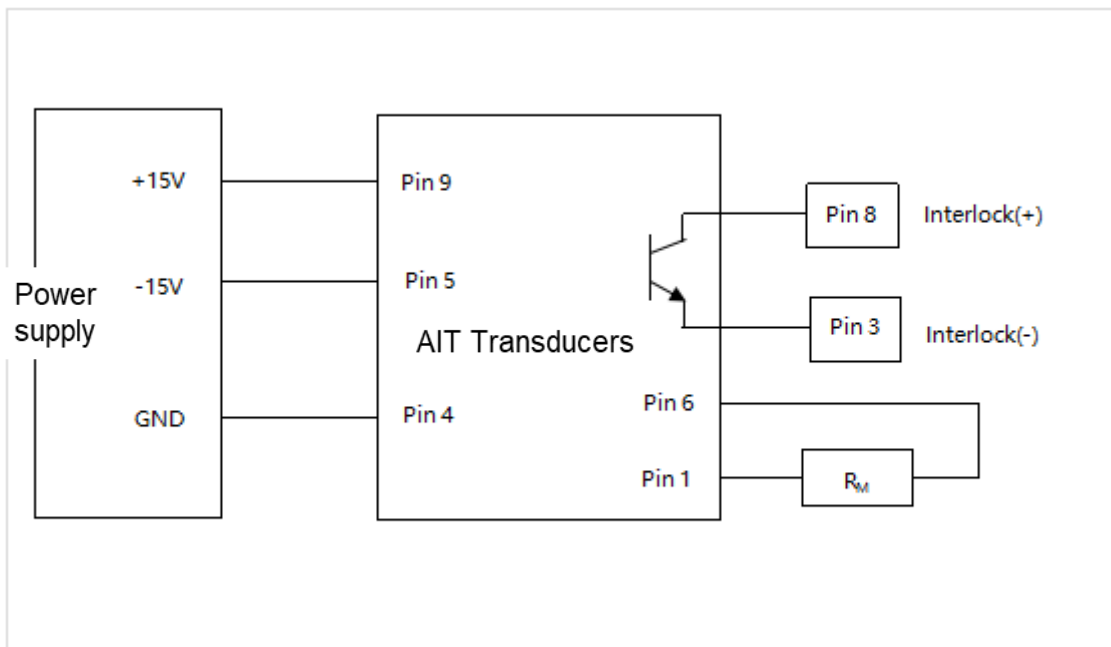 +15V
-15V
GND
Power
supply
Pin 9
Pin 5
Pin 4
AIT Transducers
Pin 6
Pin 1
Pin 8
Interlock(+)
Pin 3
Interlock(-)
RM